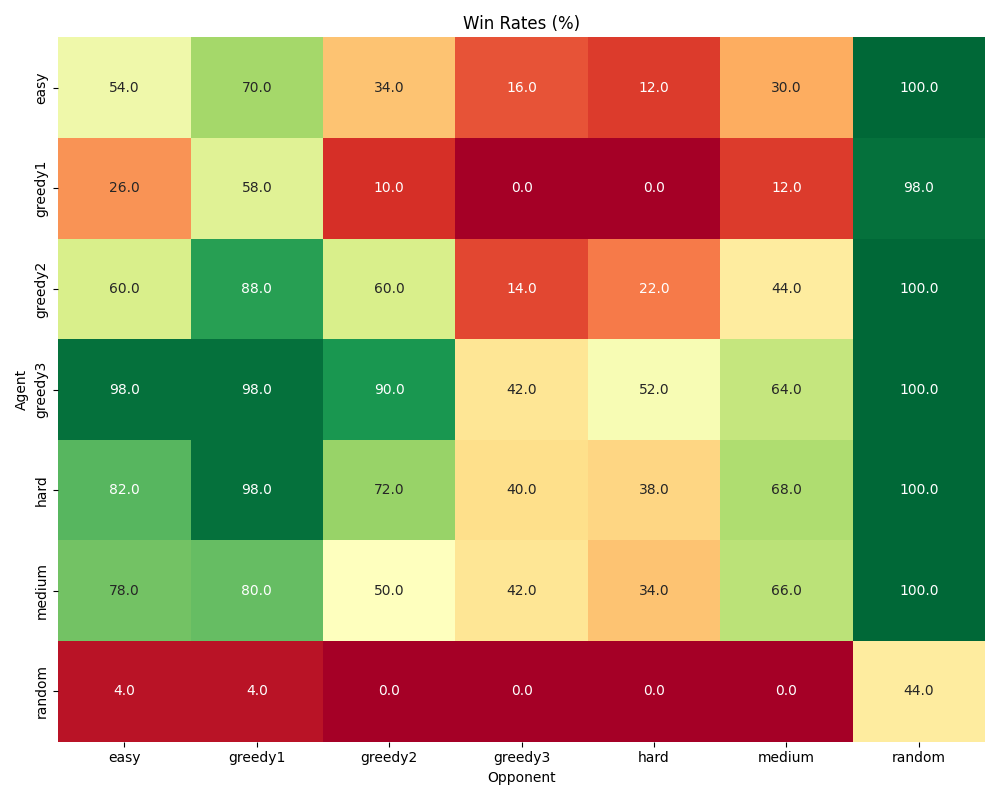 Win Rates (%)
Agent
easy 54.0 70.0 34.0 16.0 12.0 30.0 100.0
greedy1 26.0 58.0 10.0 0.0 0.0 12.0 98.0
greedy2 60.0 88.0 60.0 14.0 22.0 44.0 100.0
greedy3 98.0 98.0 90.0 42.0 52.0 64.0 100.0
hard 82.0 98.0 72.0 40.0 38.0 68.0 100.0
medium 78.0 80.0 50.0 42.0 34.0 66.0 100.0
random 4.0 4.0 0.0 0.0 0.0 0.0 44.0
easy greedy1 greedy2 greedy3 hard medium random
Opponent